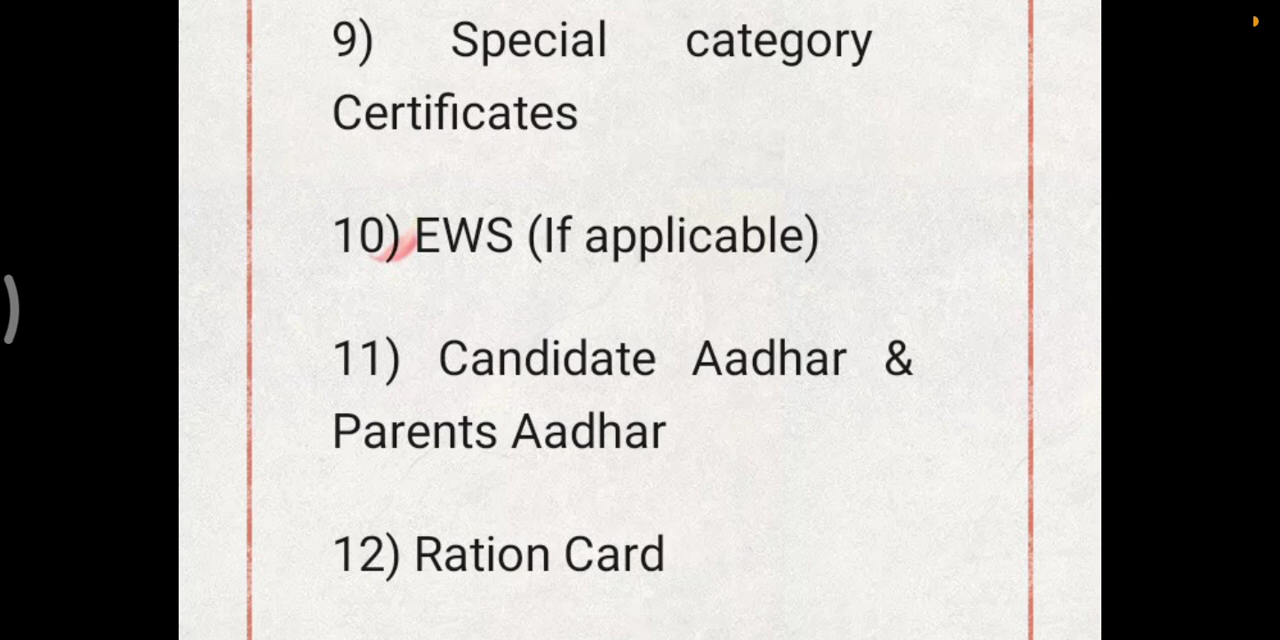 9) Special category
Certificates
10) EWS (If applicable)
11) Candidate Aadhar &
Parents Aadhar
12) Ration Card